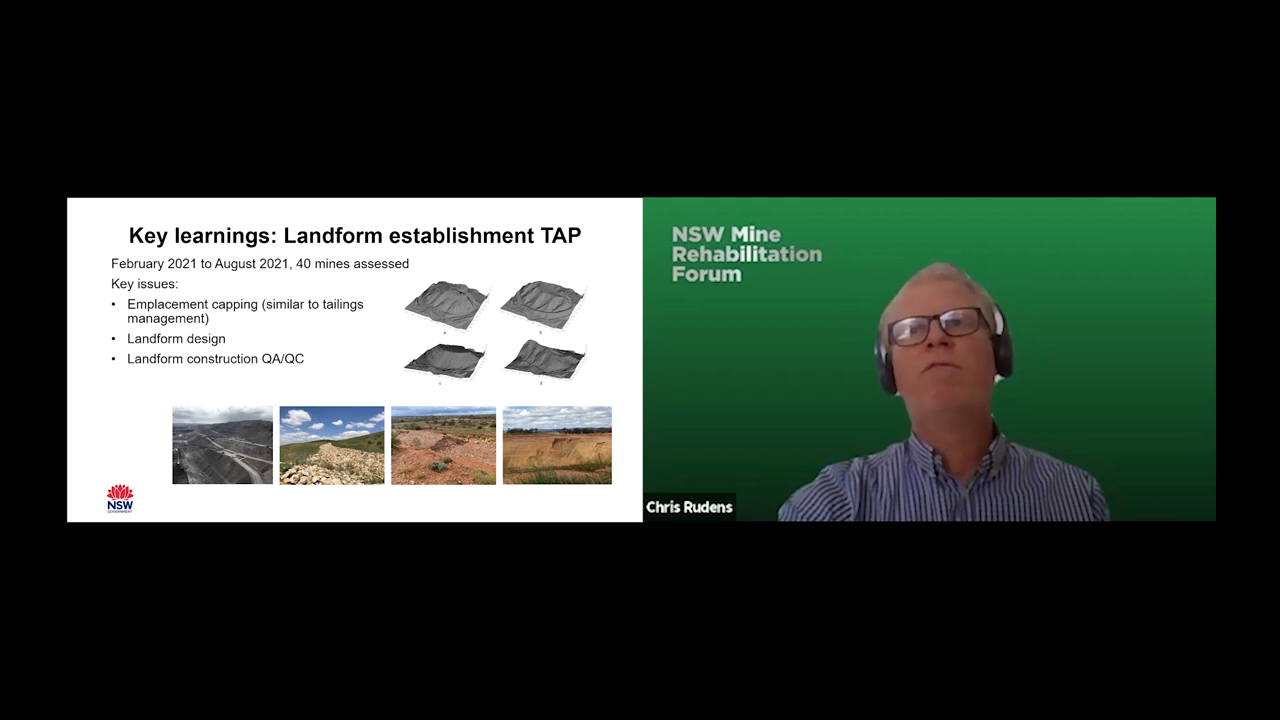 Key learnings: Landform establishment TAP
February 2021 to August 2021, 40 mines assessed
Key issues:
• Emplacement capping (similar to tailings
management)
• Landform design
• Landform construction QA/QC
NSW
GOVERNMENT
NSW Mine
Rehabilitation
Forum
Chris Rudens